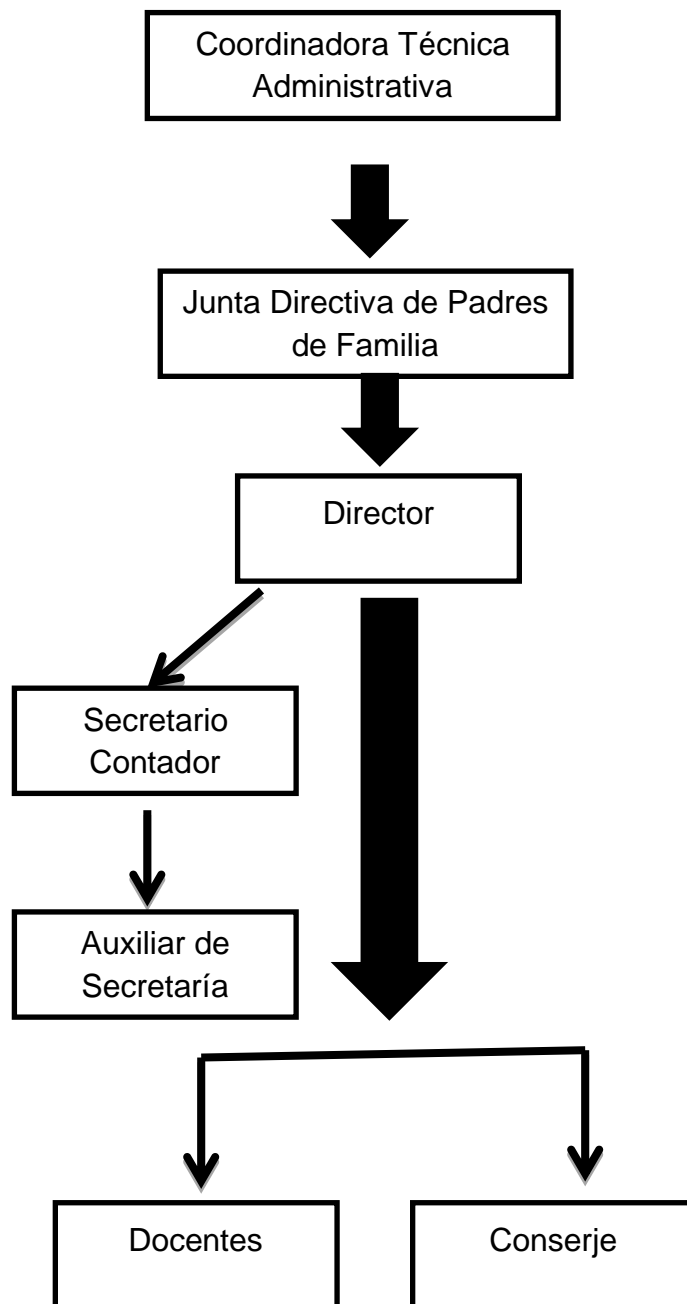 Coordinadora Técnica
Administrativa
Junta Directiva de Padres
de Familia
Director
Secretario
Contador
Auxiliar de
Secretaría
Docentes
Conserje